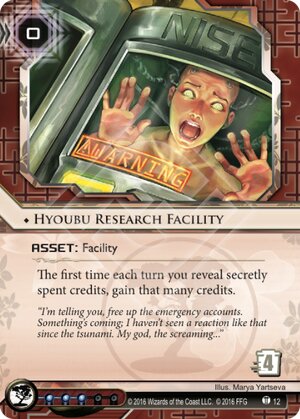 0
NISE
WARNING
◆ HYOUBU RESEARCH FACILITY
ASSET: Facility
The first time each turn you reveal secretly
spent credits, gain that many credits.
"I'm telling you, free up the emergency accounts.
Something's coming; I haven't seen a reaction like that
since the tsunami. My god, the screaming..."
4
Illus. Marya Yartseva
© 2016 Wizards of the Coast LLC. © 2016 FFG
12